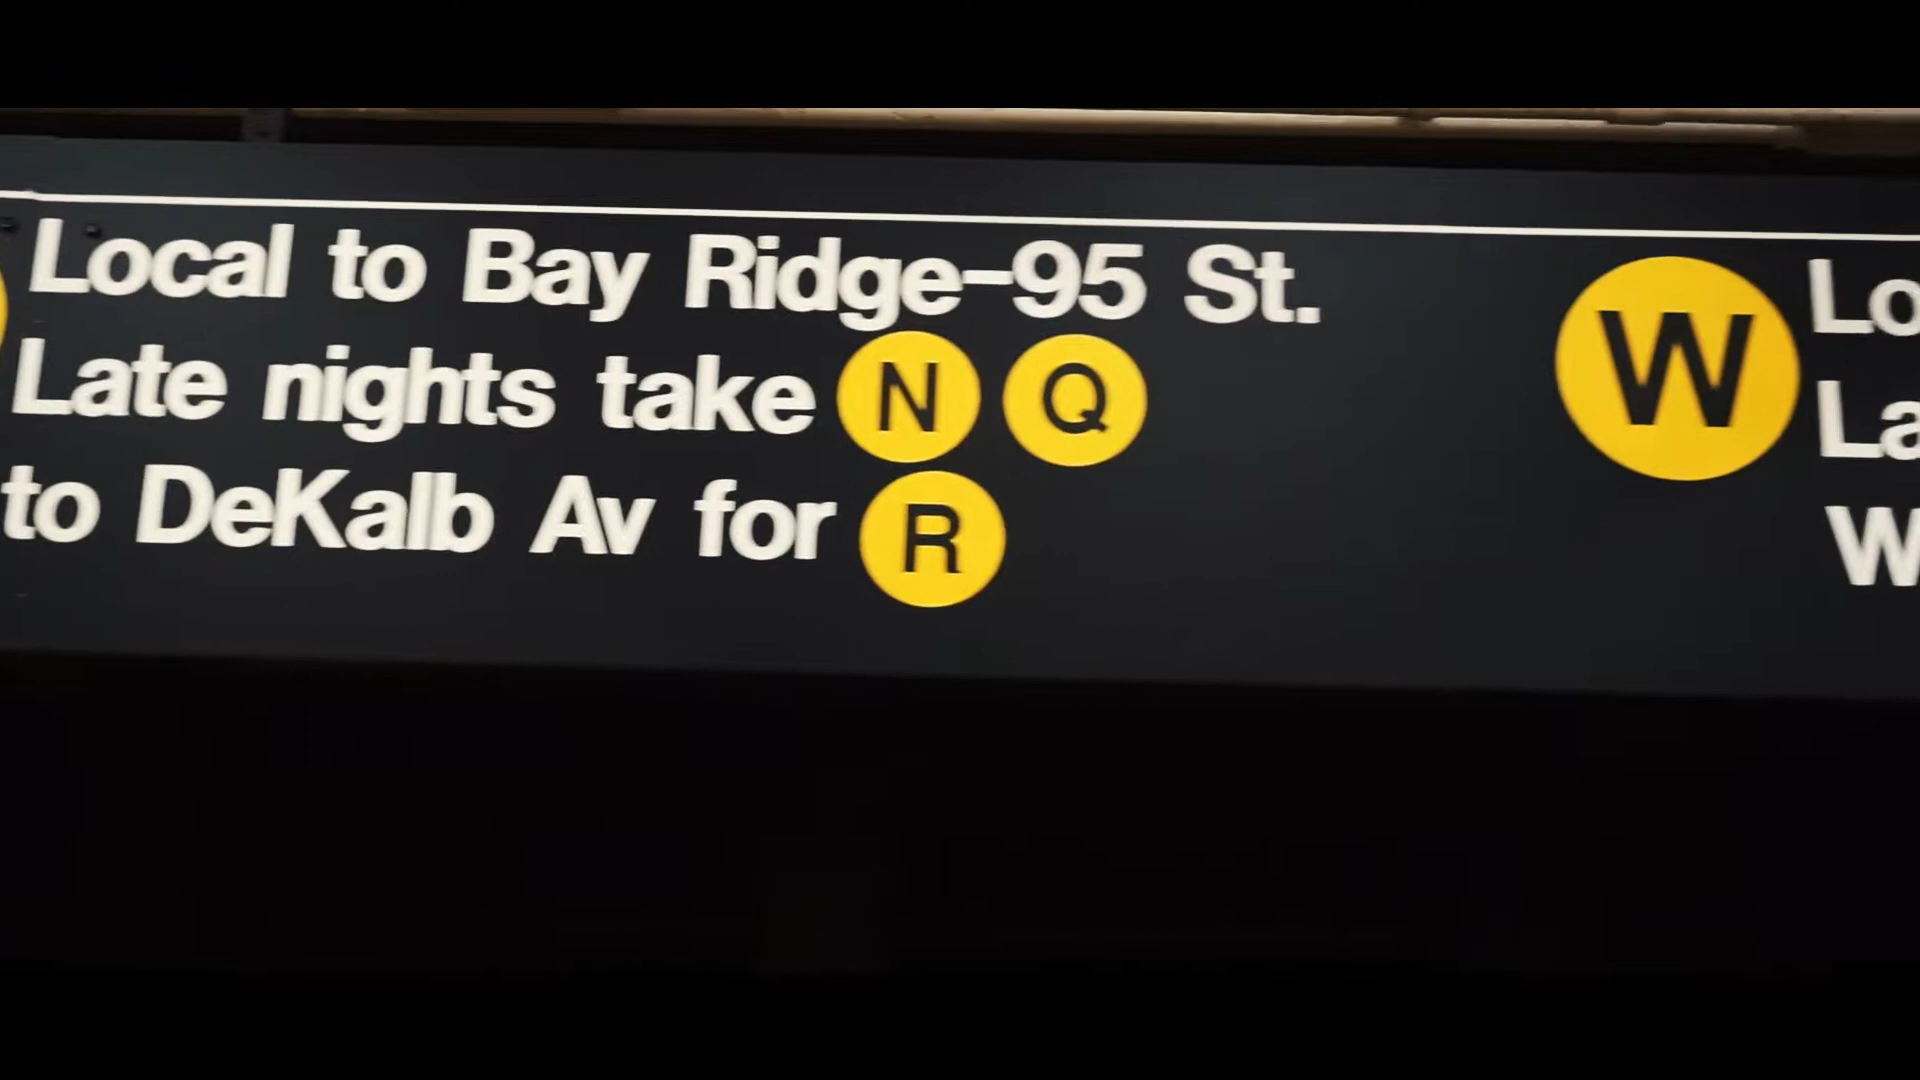 Local to Bay Ridge–95 St.
Late nights take N Q
to DeKalb Av for R
W